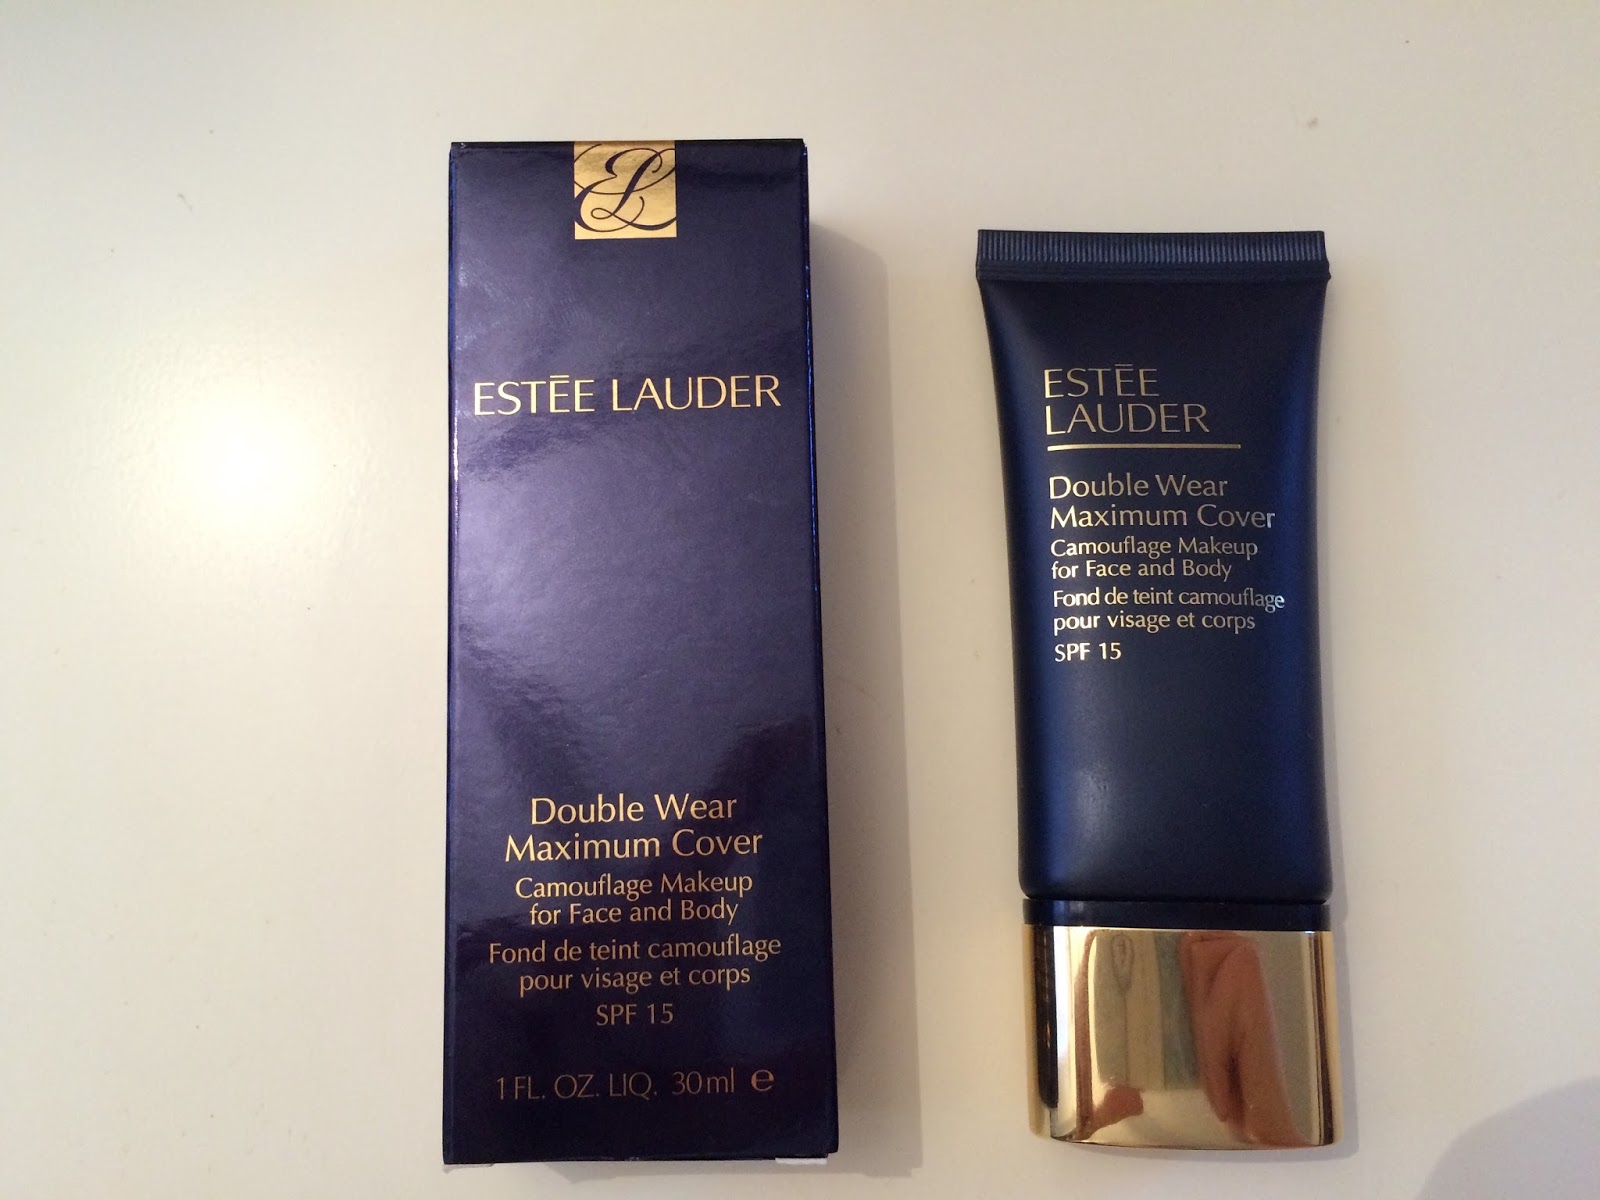 EL
ESTĒE LAUDER
Double Wear
Maximum Cover
Camouflage Makeup
for Face and Body
Fond de teint camouflage
pour visage et corps
SPF 15
1 FL. OZ. LIQ. 30ml ℮
ESTĒE
LAUDER
Double Wear
Maximum Cover
Camouflage Makeup
for Face and Body
Fond de teint camouflage
pour visage et corps
SPF 15